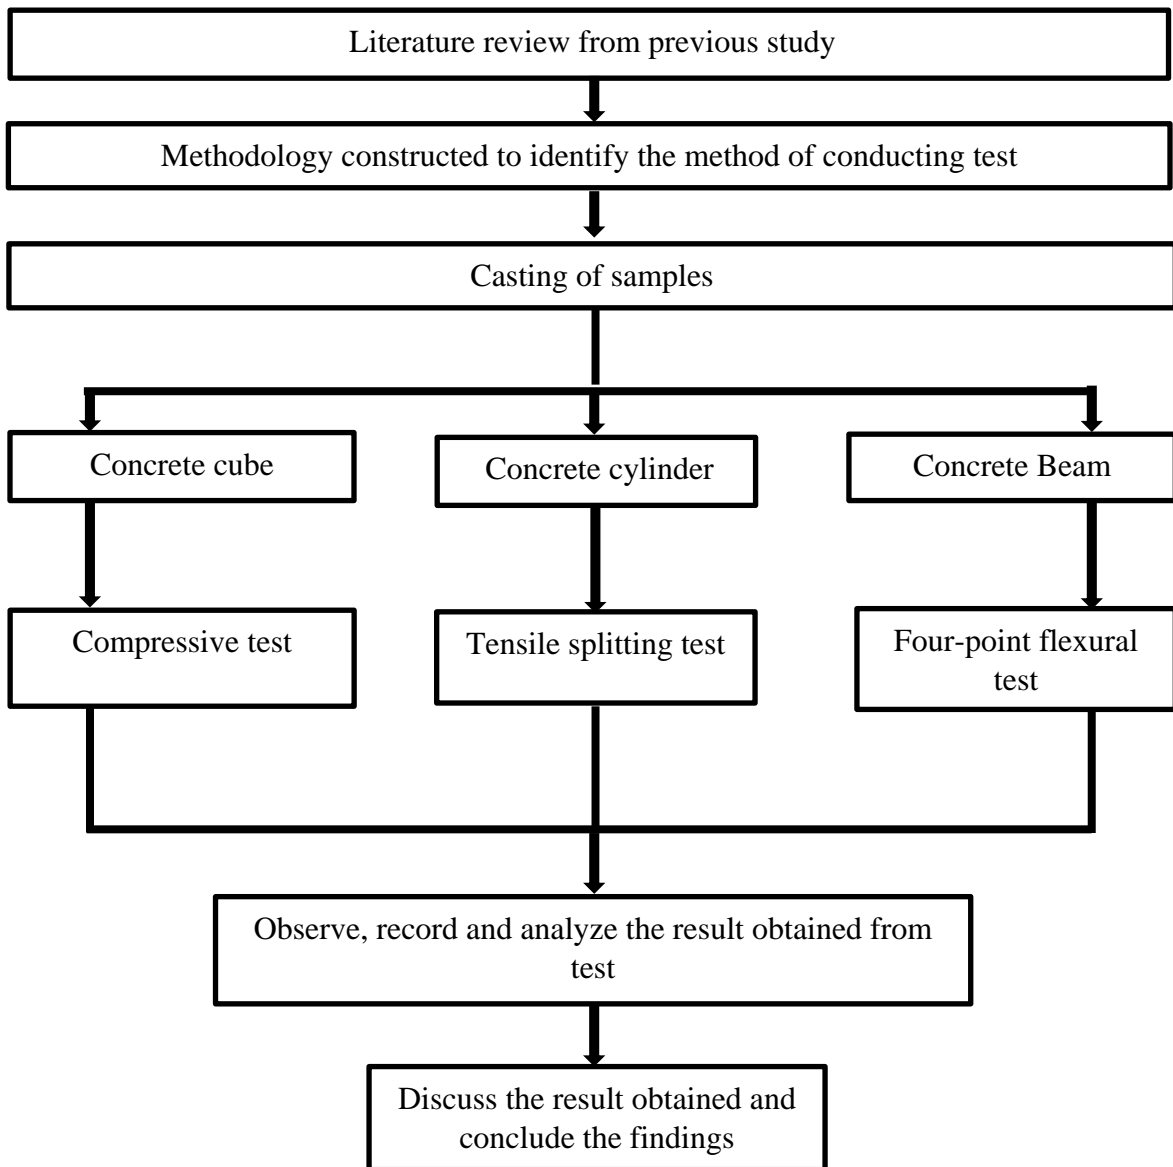 Literature review from previous study
Methodology constructed to identify the method of conducting test
Casting of samples
Concrete cube
Concrete cylinder
Concrete Beam
Compressive test
Tensile splitting test
Four-point flexural
test
Observe, record and analyze the result obtained from
test
Discuss the result obtained and
conclude the findings